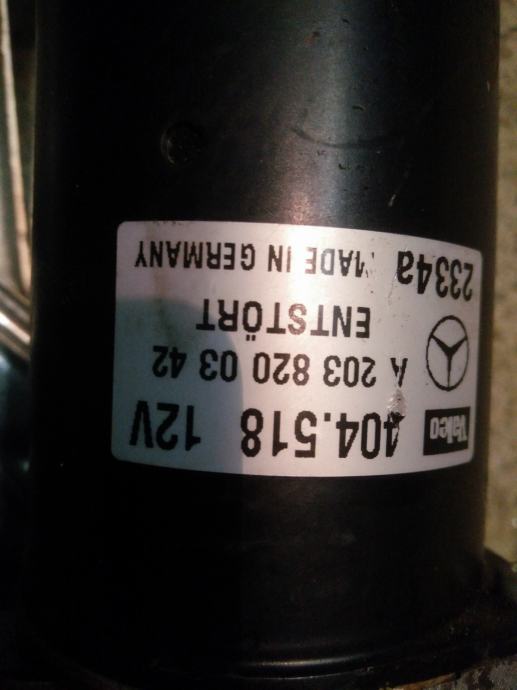 Valeo 404.518 12V
A 203 820 03 42
ENTSTÖRT
2334a MADE IN GERMANY